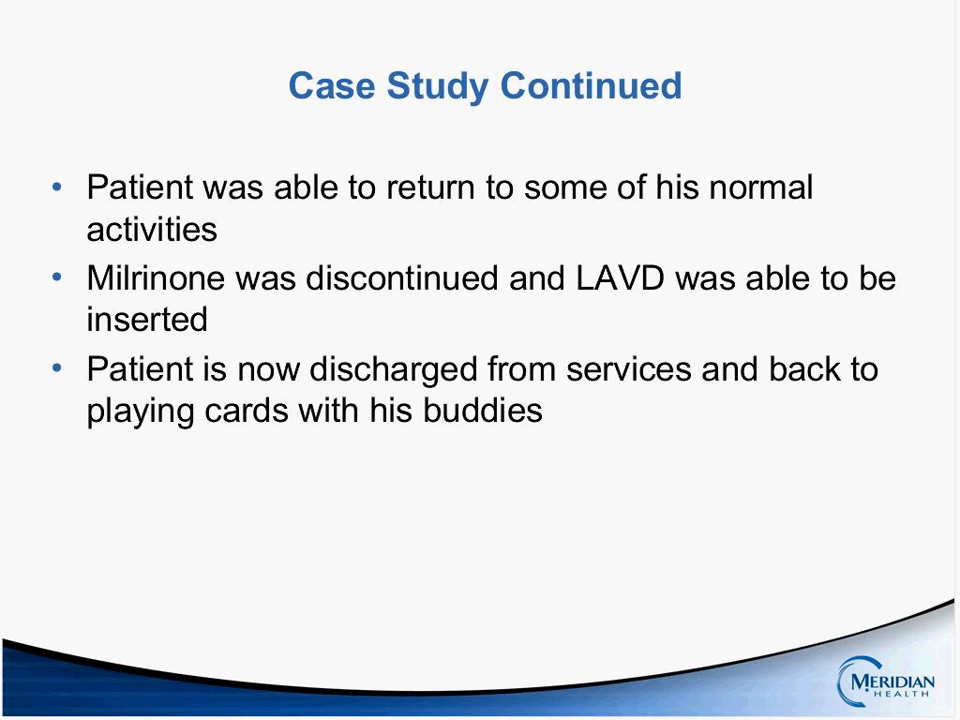 Case Study Continued
• Patient was able to return to some of his normal
activities
• Milrinone was discontinued and LAVD was able to be
inserted
• Patient is now discharged from services and back to
playing cards with his buddies
MERIDIAN
HEALTH